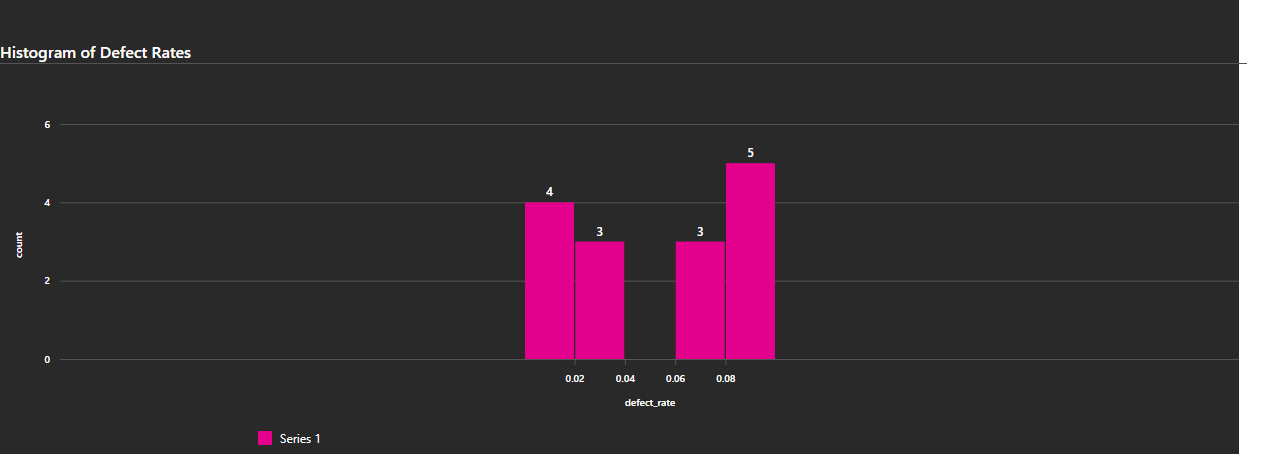 Histogram of Defect Rates
6
5
4
4
3
3
count
2
0
0.02 0.04 0.06 0.08
defect_rate
Series 1